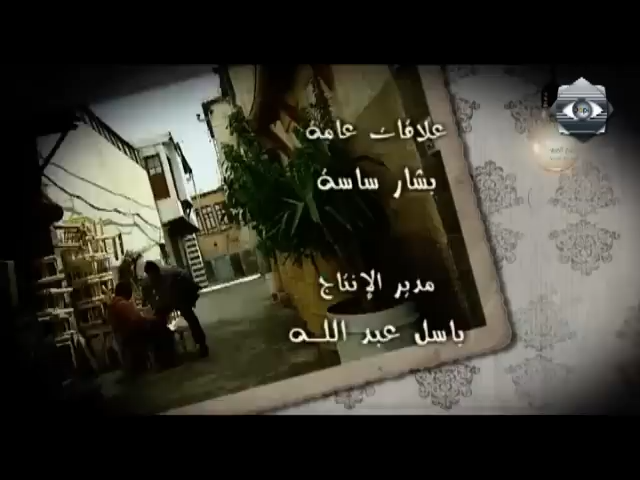 علاقات عامة
بشار ساسة
مدير الإنتاج
باسل عبد الله